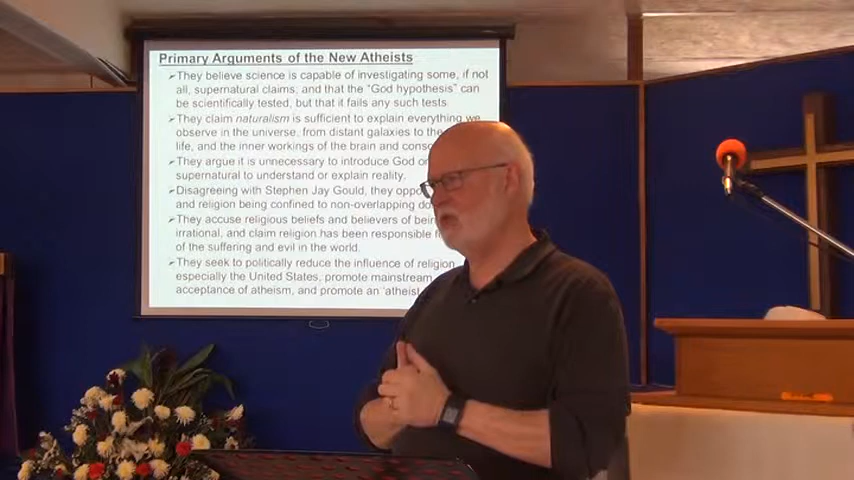 Primary Arguments of the New Atheists
➢They believe science is capable of investigating some, if not
all, supernatural claims, and that the "God hypothesis" can
be scientifically tested, but that it fails any such tests.
➢They claim naturalism is sufficient to explain everything we
observe in the universe, from distant galaxies to the
life, and the inner workings of the brain and
➢They argue it is unnecessary to introduce God or
supernatural to understand or explain reality.
➢Disagreeing with Stephen Jay Gould, they
and religion being confined to non-overlapping
➢They accuse religious beliefs and believers of
irrational, and claim religion has been responsible
of the suffering and evil in the world.
➢They seek to politically reduce the influence of religion
especially the United States, promote mainstream
acceptance of atheism, and promote an